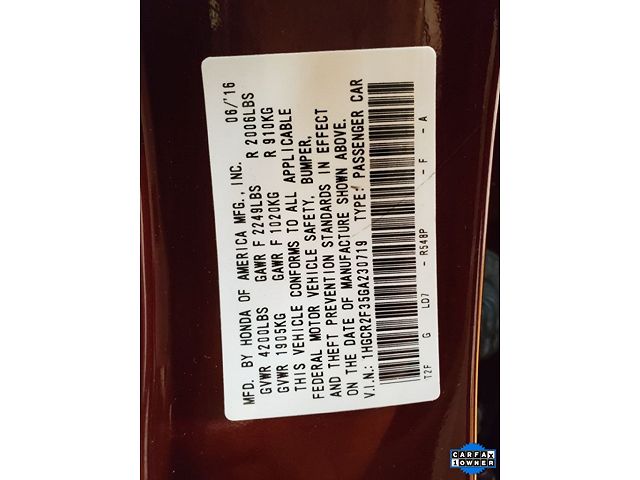 MFD. BY HONDA OF AMERICA MFG., INC. 06/'16
GVWR 4200LBS GAWR F 2249LBS R 2006LBS
GVWR 1905KG GAWR F 1020KG R 910KG
THIS VEHICLE CONFORMS TO ALL APPLICABLE
FEDERAL MOTOR VEHICLE SAFETY, BUMPER,
AND THEFT PREVENTION STANDARDS IN EFFECT
ON THE DATE OF MANUFACTURE SHOWN ABOVE.
V.I.N.: 1HGCR2F35GA230719 TYPE: PASSENGER CAR
T2F G LD7 - R548P - F - A
CARFAX
1 OWNER